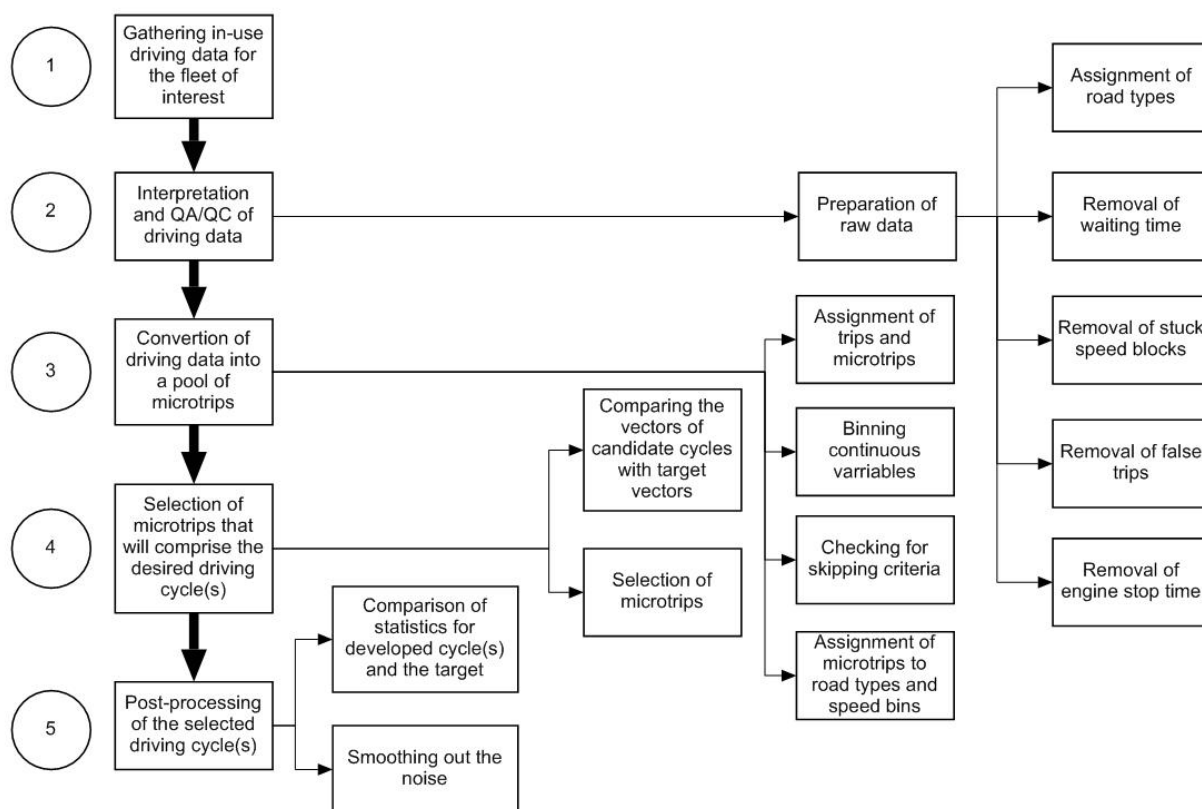 1
Gathering in-use
driving data for
the fleet of
interest
2
Interpretation
and QA/QC of
driving data
Preparation of
raw data
Assignment of
road types
Removal of
waiting time
Removal of stuck
speed blocks
Removal of false
trips
Removal of
engine stop time
3
Convertion of
driving data into
a pool of
microtrips
Assignment of
trips and
microtrips
Binning
continuous
varriables
Checking for
skipping criteria
Assignment of
microtrips to
road types and
speed bins
4
Selection of
microtrips that
will comprise the
desired driving
cycle(s)
Comparing the
vectors of
candidate cycles
with target
vectors
Selection of
microtrips
5
Post-processing
of the selected
driving cycle(s)
Comparison of
statistics for
developed cycle(s)
and the target
Smoothing out the
noise